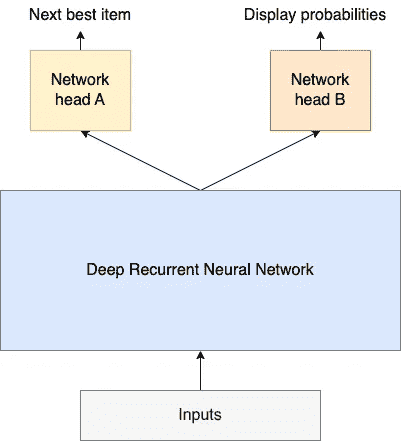 Next best item
Display probabilities
Network
head A
Network
head B
Deep Recurrent Neural Network
Inputs